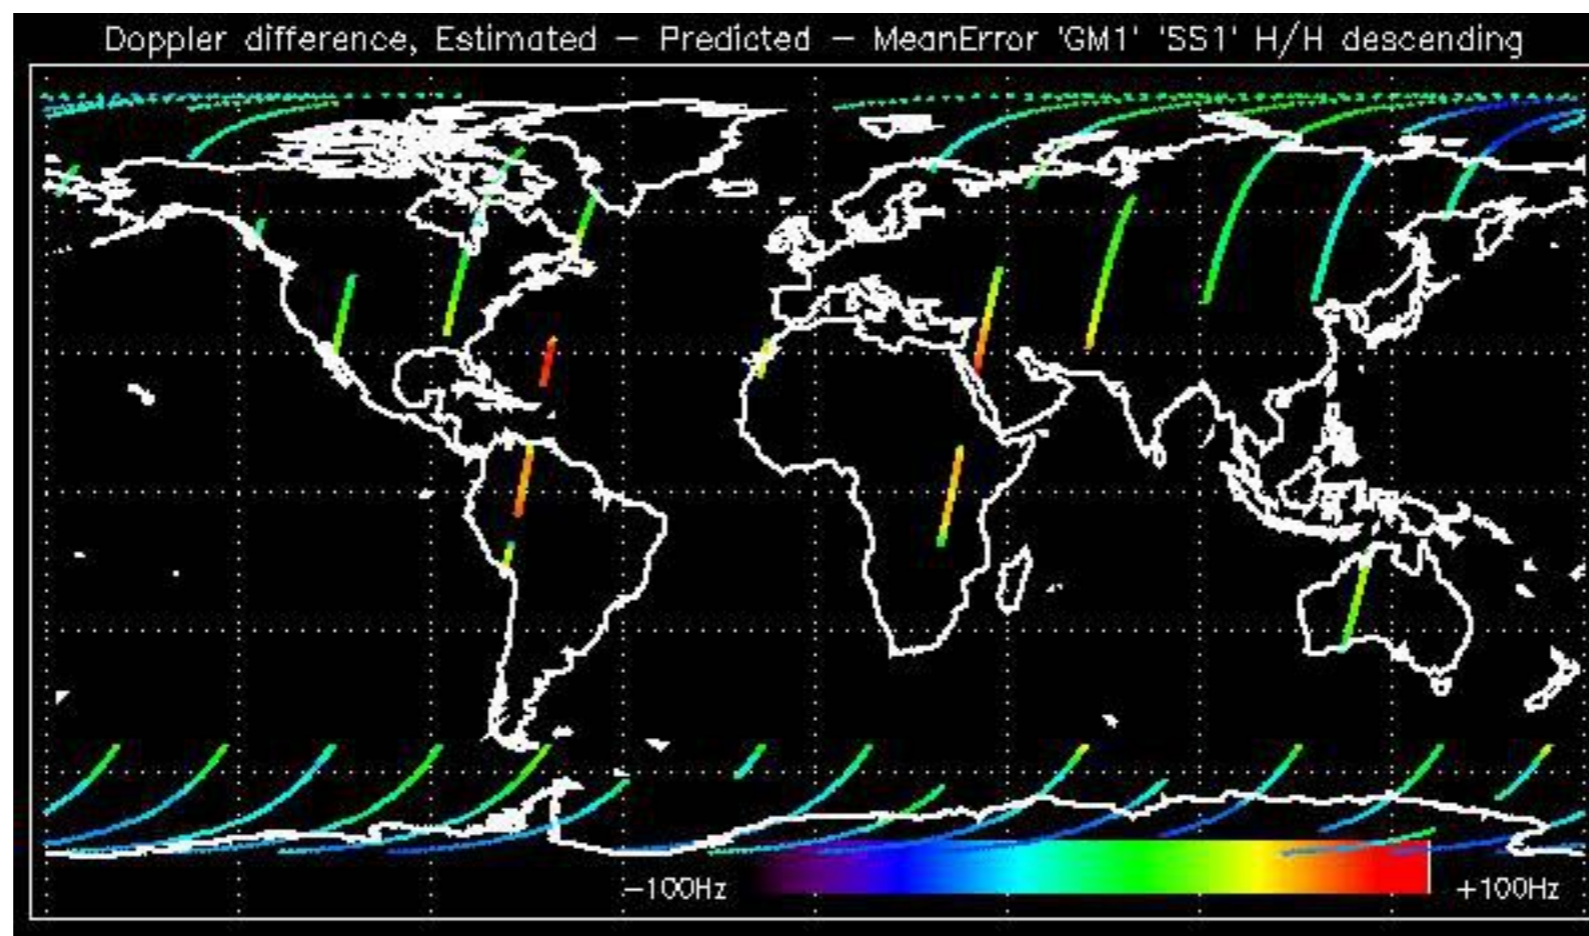 Doppler difference, Estimated – Predicted – MeanError 'GM1' 'SS1' H/H descending
–100Hz
+100Hz